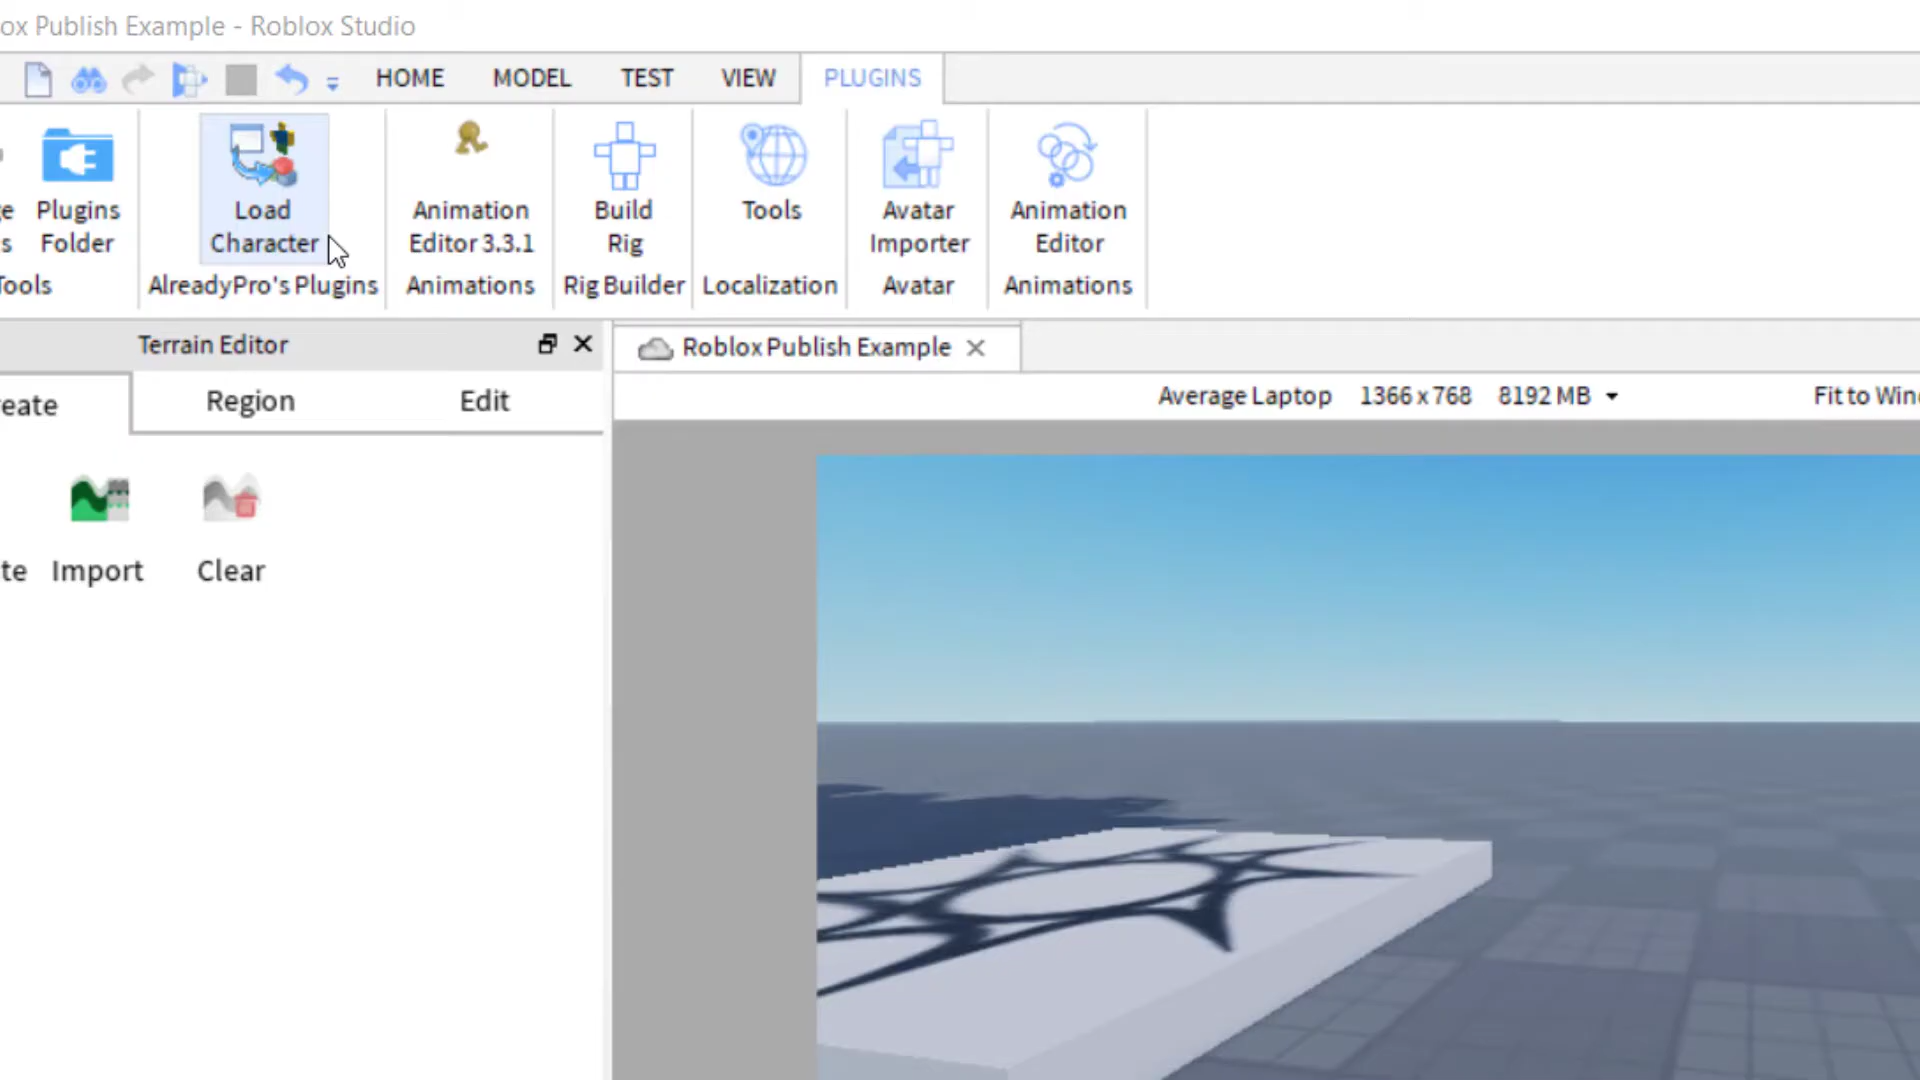 ox Publish Example - Roblox Studio
HOME MODEL TEST VIEW PLUGINS
Plugins Folder
Load Character
Animation Editor 3.3.1
Build Rig
Tools
Avatar Importer
Animation Editor
Tools
AlreadyPro's Plugins
Animations
Rig Builder
Localization
Avatar
Animations
Terrain Editor
Roblox Publish Example
Average Laptop 1366 x 768 8192 MB
Fit to Win
eate
Region
Edit
te
Import
Clear